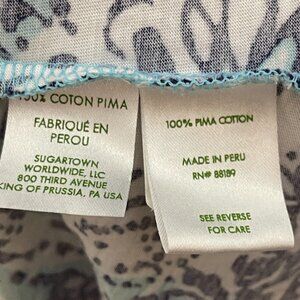 100% COTON PIMA
FABRIQUÉ EN
PEROU
SUGARTOWN
WORLDWIDE, LLC
800 THIRD AVENUE
KING OF PRUSSIA, PA USA
100% PIMA COTTON
MADE IN PERU
RN# 88189
SEE REVERSE
FOR CARE